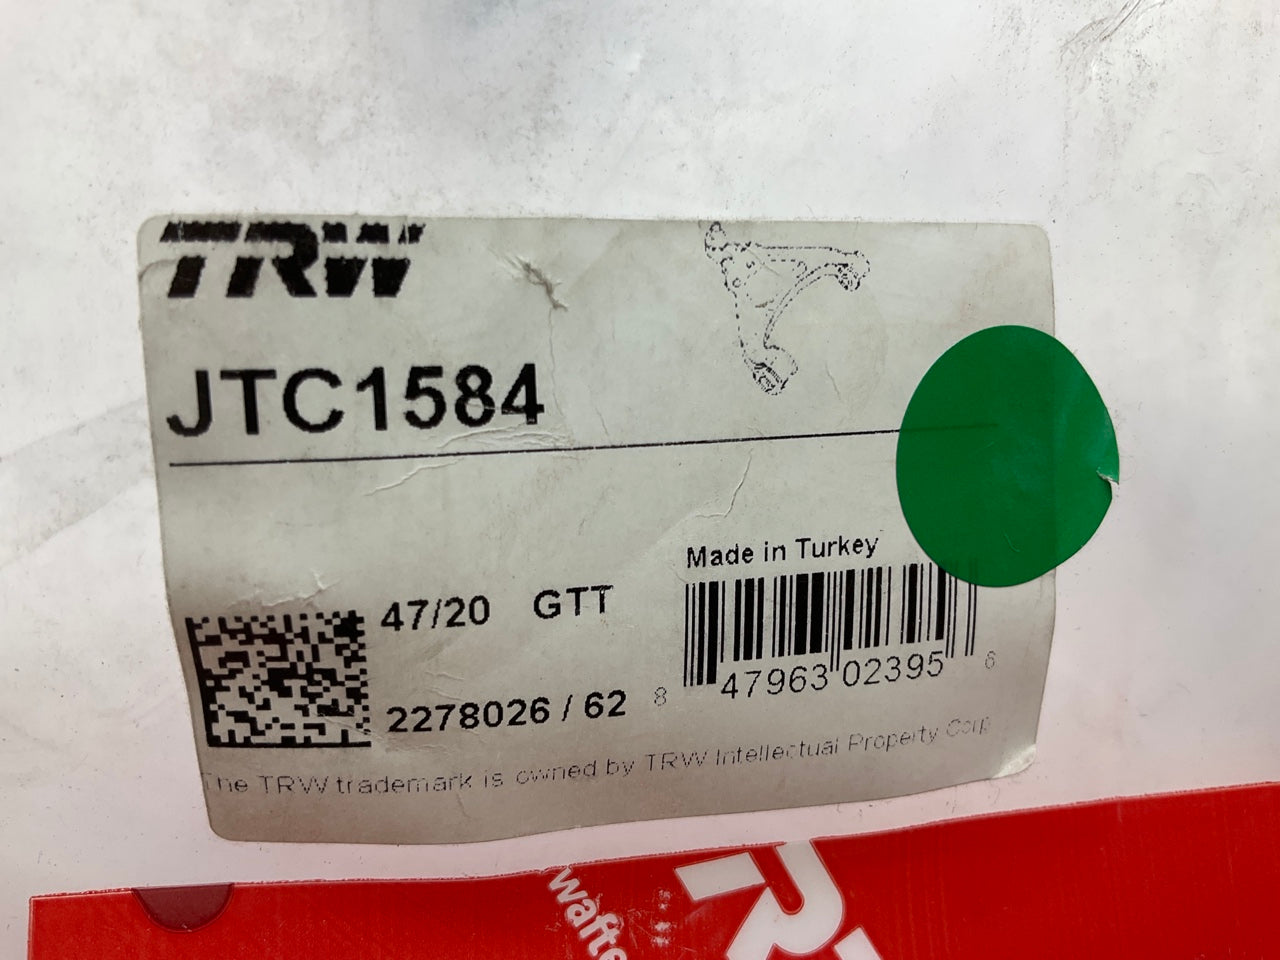 TRW
JTC1584
Made in Turkey
47/20 GTT
2278026 / 62
8 47963 02395 6
The TRW trademark is owned by TRW Intellectual Property Corp